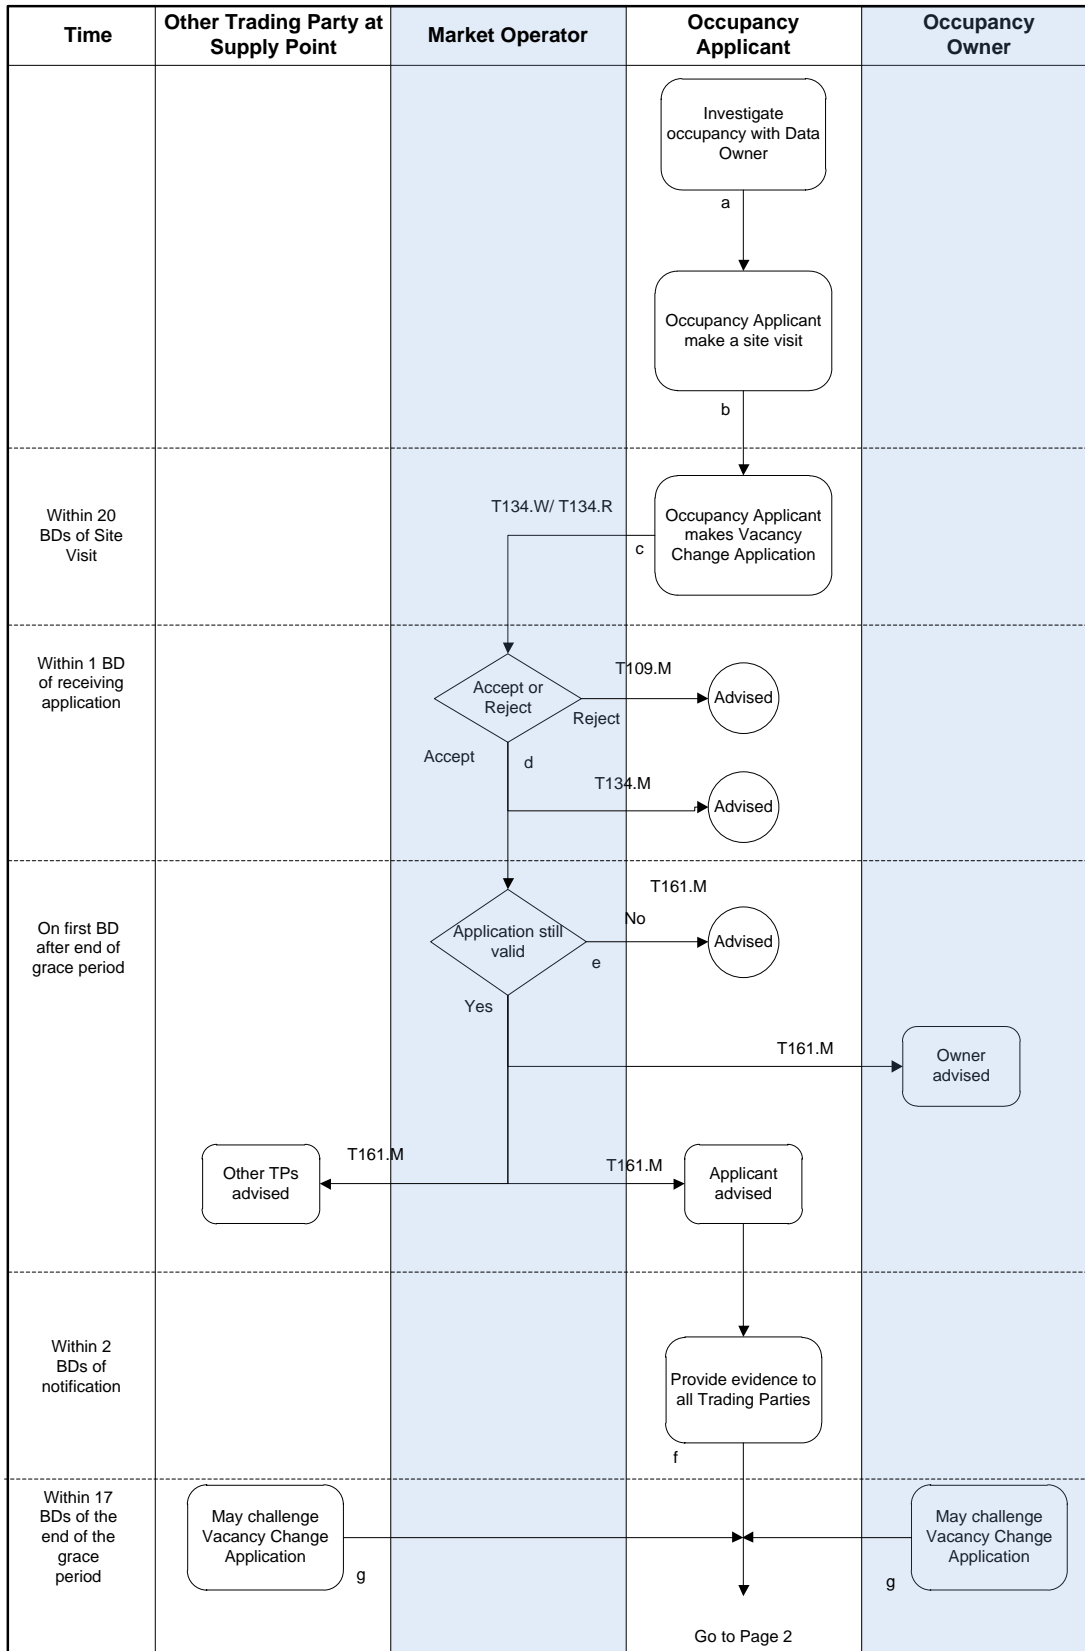 Time
Other Trading Party at
Supply Point
Market Operator
Occupancy
Applicant
Occupancy
Owner
Investigate
occupancy with Data
Owner
a
Occupancy Applicant
make a site visit
b
Within 20
BDs of Site
Visit
T134.W/ T134.R
Occupancy Applicant
makes Vacancy
Change Application
c
Within 1 BD
of receiving
application
Accept or
Reject
T109.M
Reject
Advised
Accept
d
T134.M
Advised
On first BD
after end of
grace period
Application still
valid
T161.M
No
Advised
e
Yes
T161.M
Owner
advised
Other TPs
advised
T161.M
T161.M
Applicant
advised
Within 2
BDs of
notification
Provide evidence to
all Trading Parties
f
Within 17
BDs of the
end of the
grace
period
May challenge
Vacancy Change
Application
g
May challenge
Vacancy Change
Application
g
Go to Page 2